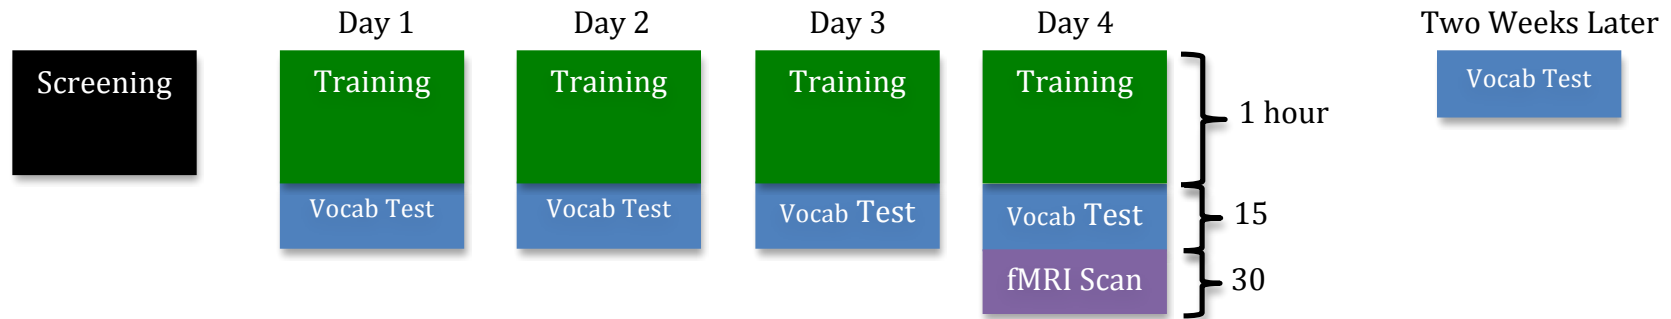 Day 1
Day 2
Day 3
Day 4
Two Weeks Later
Screening
Training
Training
Training
Training
Vocab Test
1 hour
Vocab Test
Vocab Test
Vocab Test
Vocab Test
15
fMRI Scan
30